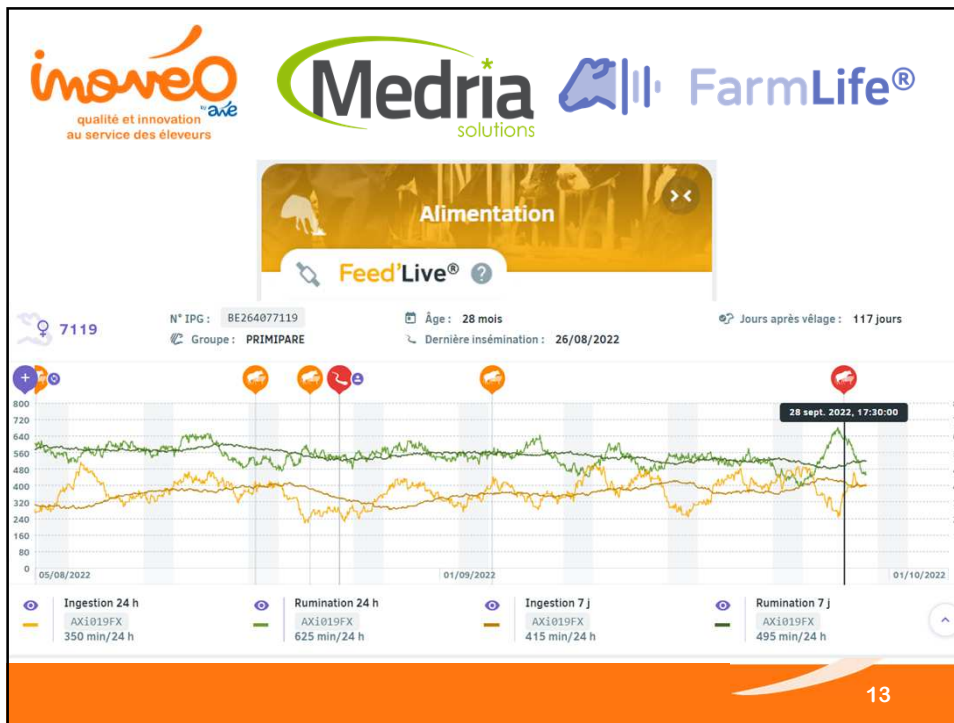 inovéo
by awé
qualité et innovation
au service des éleveurs
Medria
solutions
FarmLife®
Alimentation
Feed'Live® ?
7119
N° IPG : BE264077119
Groupe : PRIMIPARE
Âge : 28 mois
Dernière insémination : 26/08/2022
Jours après vêlage : 117 jours
28 sept. 2022, 17:30:00
800
720
640
560
480
400
320
240
160
80
0
05/08/2022
01/09/2022
01/10/2022
Ingestion 24 h
AXi019FX
350 min/24 h
Rumination 24 h
AXi019FX
625 min/24 h
Ingestion 7 j
AXi019FX
415 min/24 h
Rumination 7 j
AXi019FX
495 min/24 h
13